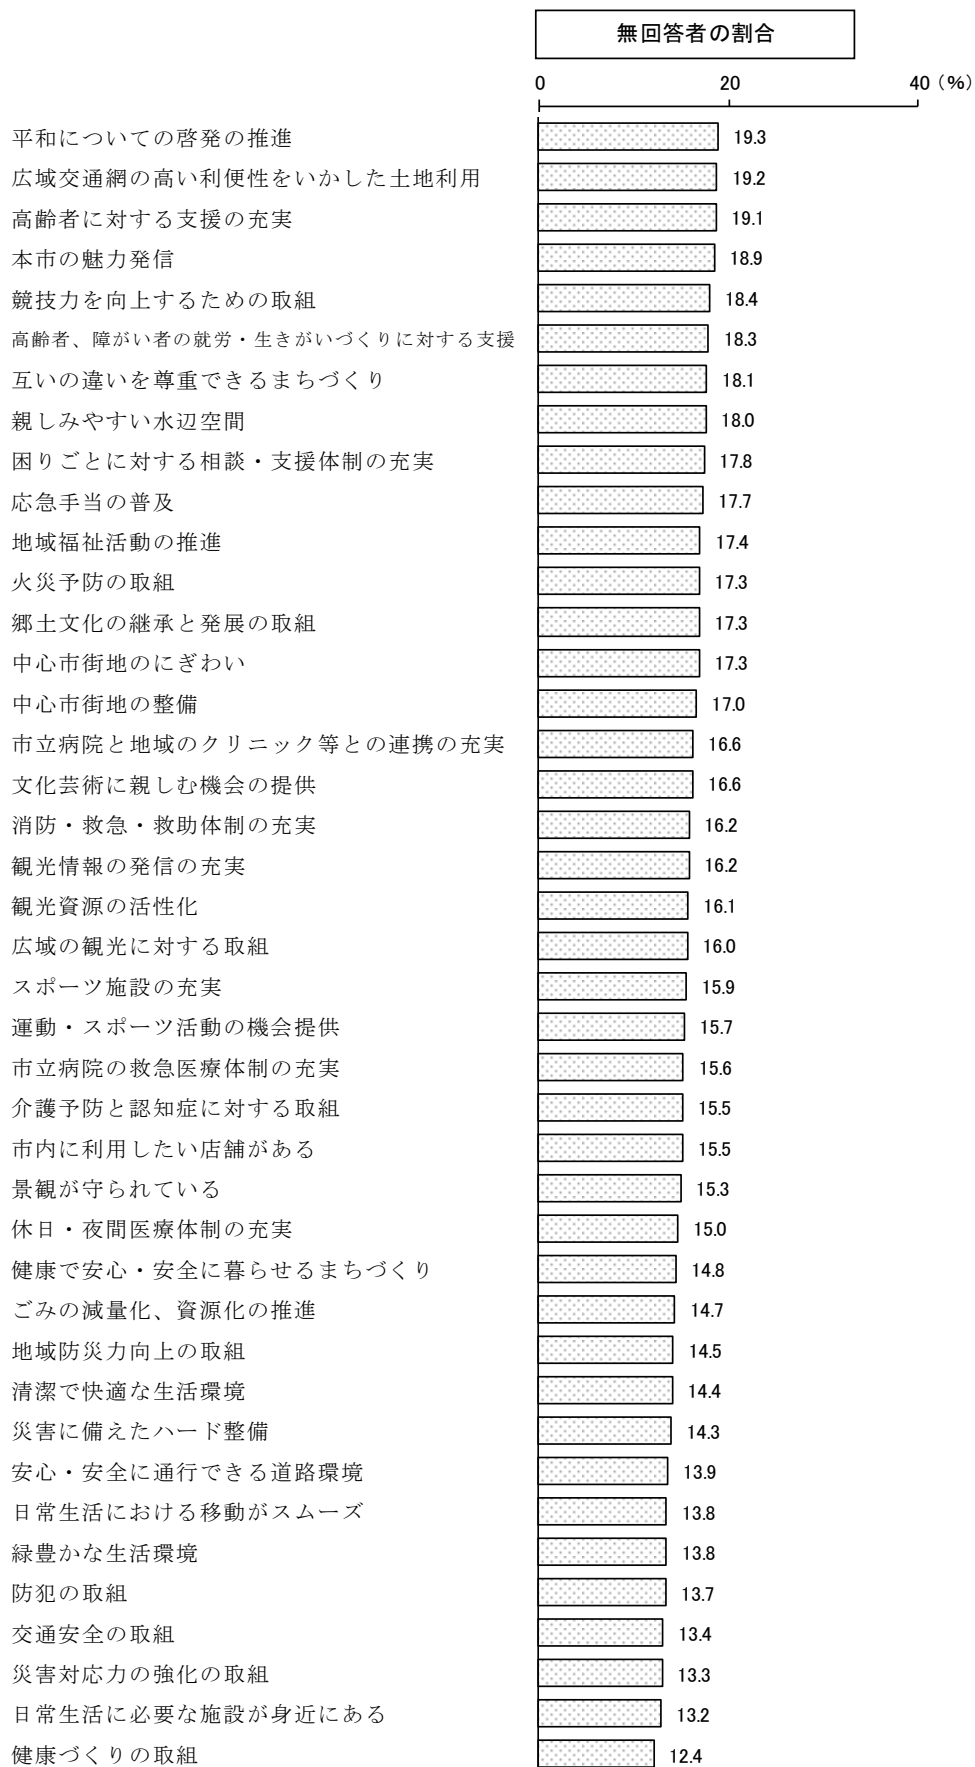 無回答者の割合
0 20 40 (%)
平和についての啓発の推進 19.3
広域交通網の高い利便性をいかした土地利用 19.2
高齢者に対する支援の充実 19.1
本市の魅力発信 18.9
競技力を向上するための取組 18.4
高齢者、障がい者の就労・生きがいづくりに対する支援 18.3
互いの違いを尊重できるまちづくり 18.1
親しみやすい水辺空間 18.0
困りごとに対する相談・支援体制の充実 17.8
応急手当の普及 17.7
地域福祉活動の推進 17.4
火災予防の取組 17.3
郷土文化の継承と発展の取組 17.3
中心市街地のにぎわい 17.3
中心市街地の整備 17.0
市立病院と地域のクリニック等との連携の充実 16.6
文化芸術に親しむ機会の提供 16.6
消防・救急・救助体制の充実 16.2
観光情報の発信の充実 16.2
観光資源の活性化 16.1
広域の観光に対する取組 16.0
スポーツ施設の充実 15.9
運動・スポーツ活動の機会提供 15.7
市立病院の救急医療体制の充実 15.6
介護予防と認知症に対する取組 15.5
市内に利用したい店舗がある 15.5
景観が守られている 15.3
休日・夜間医療体制の充実 15.0
健康で安心・安全に暮らせるまちづくり 14.8
ごみの減量化、資源化の推進 14.7
地域防災力向上の取組 14.5
清潔で快適な生活環境 14.4
災害に備えたハード整備 14.3
安心・安全に通行できる道路環境 13.9
日常生活における移動がスムーズ 13.8
緑豊かな生活環境 13.8
防犯の取組 13.7
交通安全の取組 13.4
災害対応力の強化の取組 13.3
日常生活に必要な施設が身近にある 13.2
健康づくりの取組 12.4